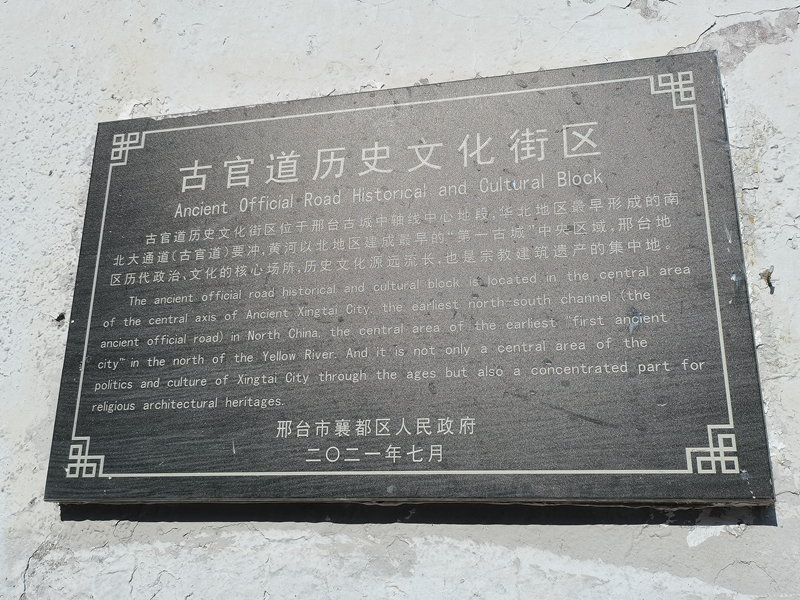 古官道历史文化街区
Ancient Official Road Historical and Cultural Block
古官道历史文化街区位于邢台古城中轴线中心地段,华北地区最早形成的南
北大通道(古官道)要冲,黄河以北地区建成最早的“第一古城”中央区域,邢台地
区历代政治、文化的核心场所,历史文化源远流长,也是宗教建筑遗产的集中地。
The ancient official road historical and cultural block is located in the central area
of the central axis of Ancient Xingtai City, the earliest north-south channel (the
ancient official road) in North China, the central area of the earliest “first ancient
city” in the north of the Yellow River. And it is not only a central area of the
politics and culture of Xingtai City through the ages but also a concentrated part for
religious architectural heritages.
邢台市襄都区人民政府
二〇二一年七月